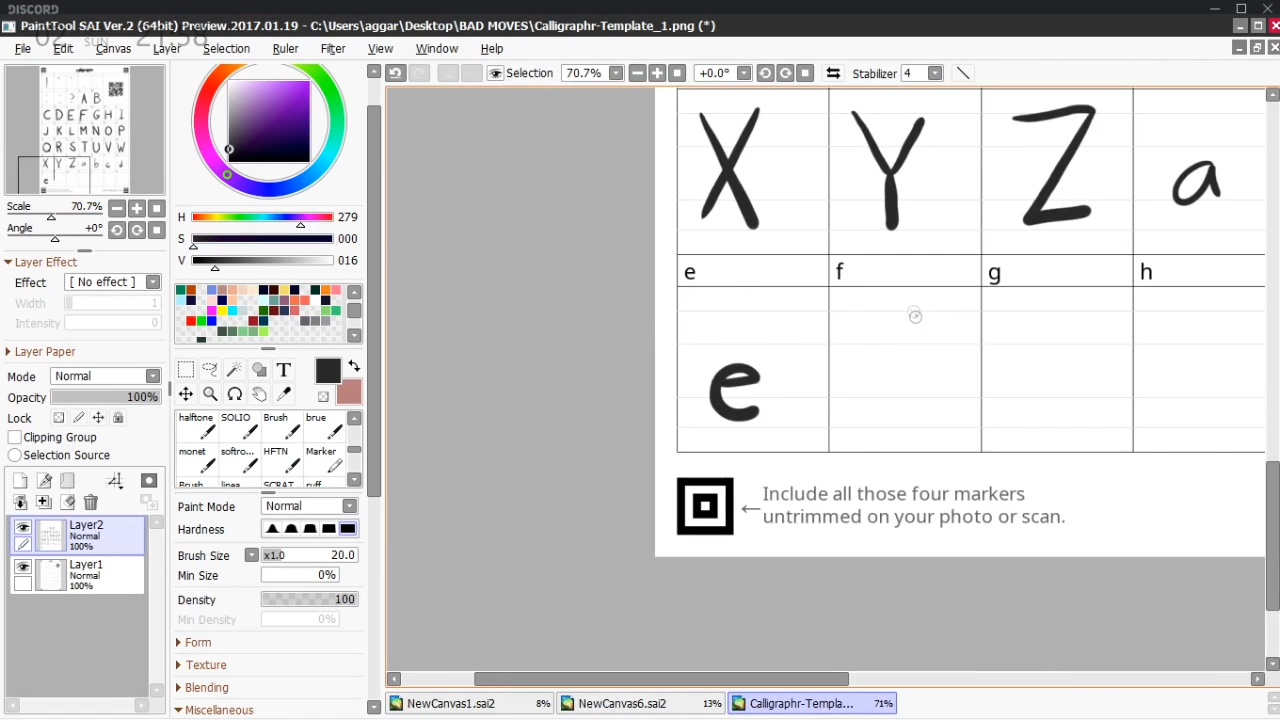 DISCORD
PaintTool SAI Ver.2 (64bit) Preview.2017.01.19 - C:\Users\aggar\Desktop\BAD MOVES\Calligraphr-Template_1.png (*)
SUN
File Edit Canvas Layer Selection Ruler Filter View Window Help
Selection 70.7% +0.0° Stabilizer 4
A B
C D E F G H I
J K L M N O P
Q R S T U V W
X Y Z a b c d
e
Scale 70.7%
Angle +0°
Layer Effect
Effect [ No effect ]
Width 1
Intensity 0
Layer Paper
Mode Normal
Opacity 100%
Lock
Clipping Group
Selection Source
Layer2
Normal
100%
Layer1
Normal
100%
H 279
S 000
V 016
T
halftone SOLIO Brush brue
monet softro... HFTN Marker
Brush linea SCRAT ruff
Paint Mode Normal
Hardness
Brush Size x1.0 20.0
Min Size 0%
Density 100
Min Density 0%
Form
Texture
Blending
Miscellaneous
X Y Z a
e f g h
e
←Include all those four markers
untrimmed on your photo or scan.
NewCanvas1.sai2 8% NewCanvas6.sai2 13% Calligraphr-Templa... 71%